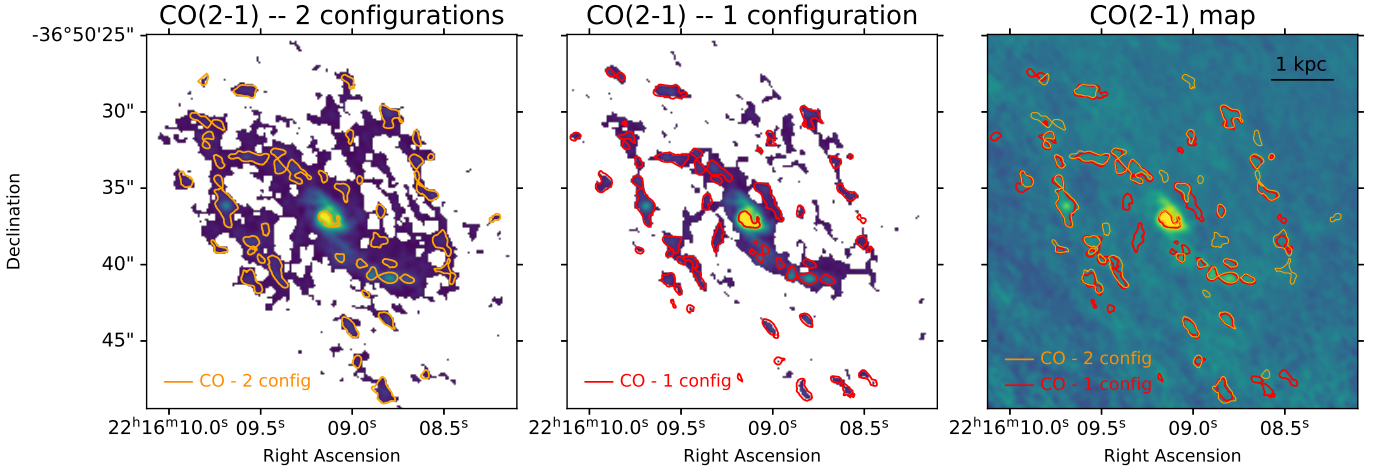 CO(2-1) -- 2 configurations
CO(2-1) -- 1 configuration
CO(2-1) map
Declination
-36°50'25"
30"
35"
40"
45"
CO - 2 config
CO - 1 config
1 kpc
CO - 2 config
CO - 1 config
22ʰ16ᵐ10.0ˢ 09.5ˢ 09.0ˢ 08.5ˢ
22ʰ16ᵐ10.0ˢ 09.5ˢ 09.0ˢ 08.5ˢ
22ʰ16ᵐ10.0ˢ 09.5ˢ 09.0ˢ 08.5ˢ
Right Ascension
Right Ascension
Right Ascension